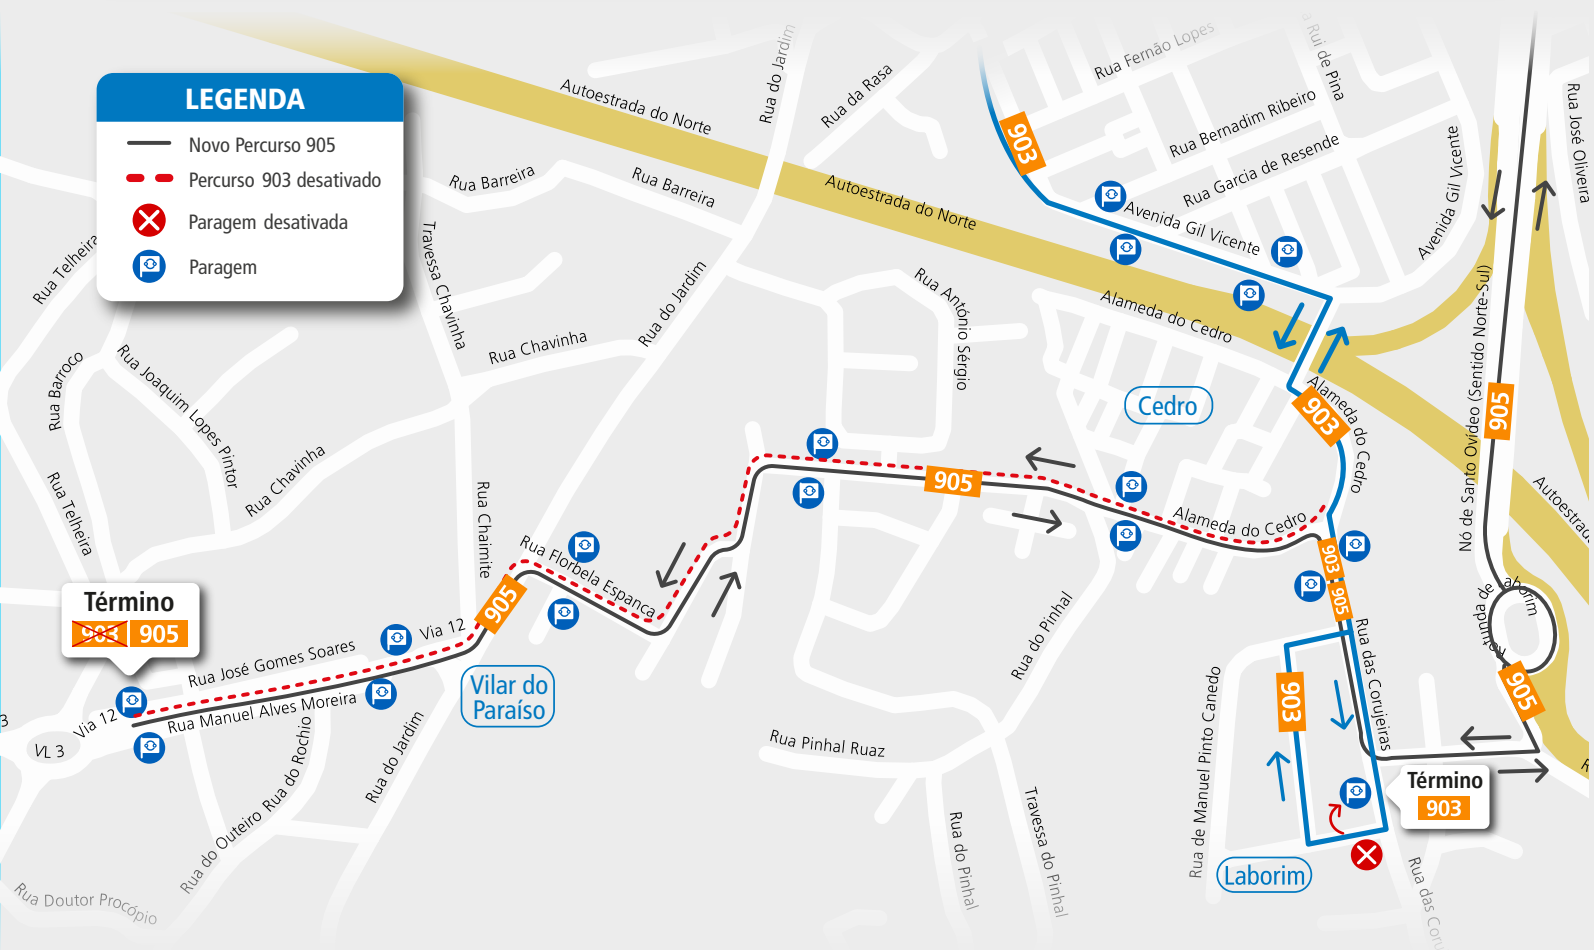 LEGENDA
Novo Percurso 905
Percurso 903 desativado
Paragem desativada
Paragem
Autoestrada do Norte
Rua do Jardim
Rua da Rasa
Rua Fernão Lopes
Rui de Pina
Rua Bernadim Ribeiro
Rua Garcia de Resende
Avenida Gil Vicente
Rua José Oliveira
903
Avenida Gil Vicente
Rua Barreira
Rua Barreira
Autoestrada do Norte
Rua Telheira
Travessa Chavinha
Rua do Jardim
Rua António Sérgio
Alameda do Cedro
Nó de Santo Ovídeo (Sentido Norte-Sul)
Rua Chavinha
Rua Barroco
Rua Joaquim Lopes Pintor
Cedro
Alameda do Cedro
903
905
Rua Telheira
Rua Chavinha
905
Rua Chaimite
Alameda do Cedro
Autoestrada
Rua Florbela Espanca
903
905
Rotunda de
aborim
905
Término
903 905
Rua José Gomes Soares
Via 12
Rua do Pinhal
Rua das Corujeiras
Vilar do
Paraíso
Rua Manuel Alves Moreira
Via 12
3
VL 3
903
905
Rua de Manuel Pinto Canedo
Rua do Jardim
Rua do Rochio
Rua do Outeiro
Rua Pinhal Ruaz
Término
903
Rua do Pinhal
Travessa do Pinhal
Laborim
Rua das Coru
Rua Doutor Procópio